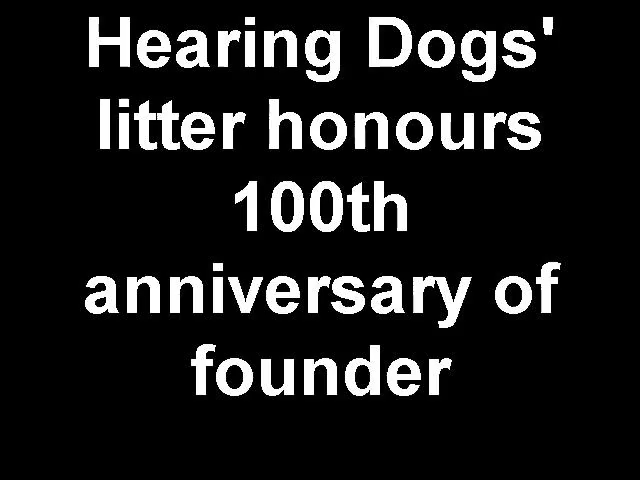 Hearing Dogs'
litter honours
100th
anniversary of
founder